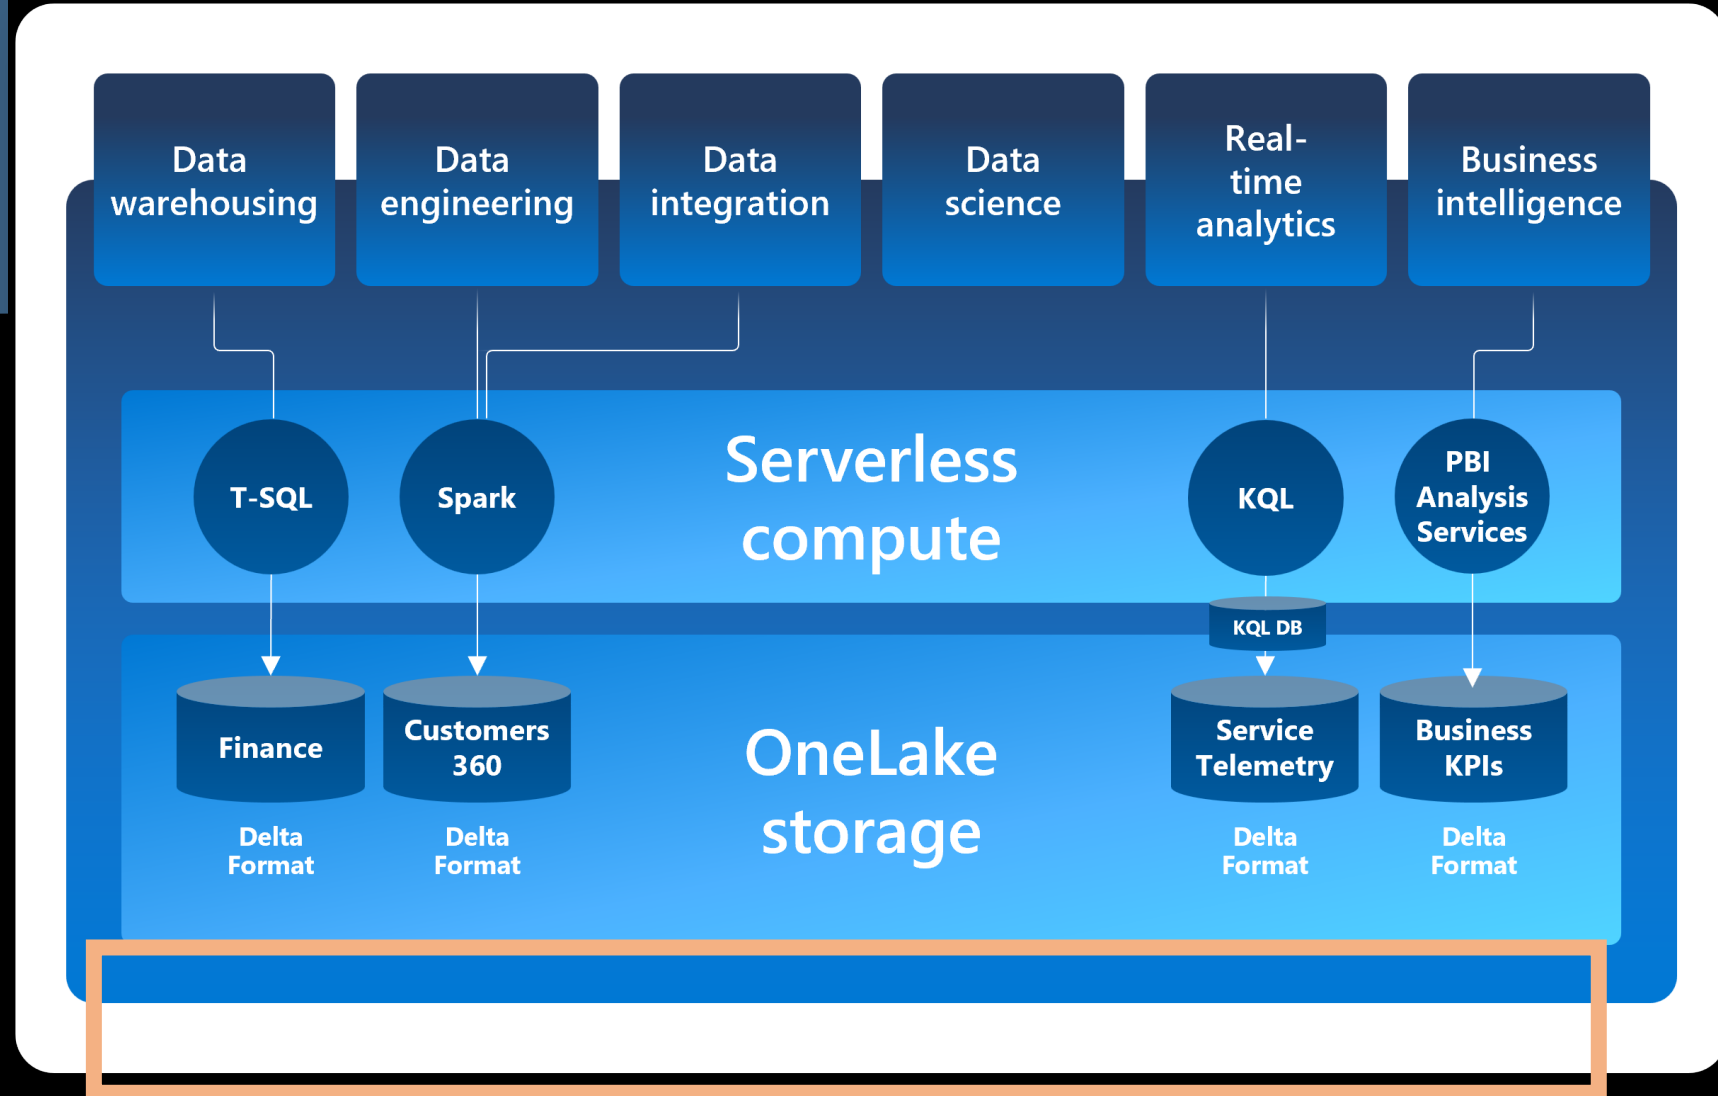 Data
warehousing
Data
engineering
Data
integration
Data
science
Real-
time
analytics
Business
intelligence
T-SQL
Spark
Serverless
compute
KQL
PBI
Analysis
Services
KQL DB
Finance
Customers
360
OneLake
storage
Service
Telemetry
Business
KPIs
Delta
Format
Delta
Format
Delta
Format
Delta
Format